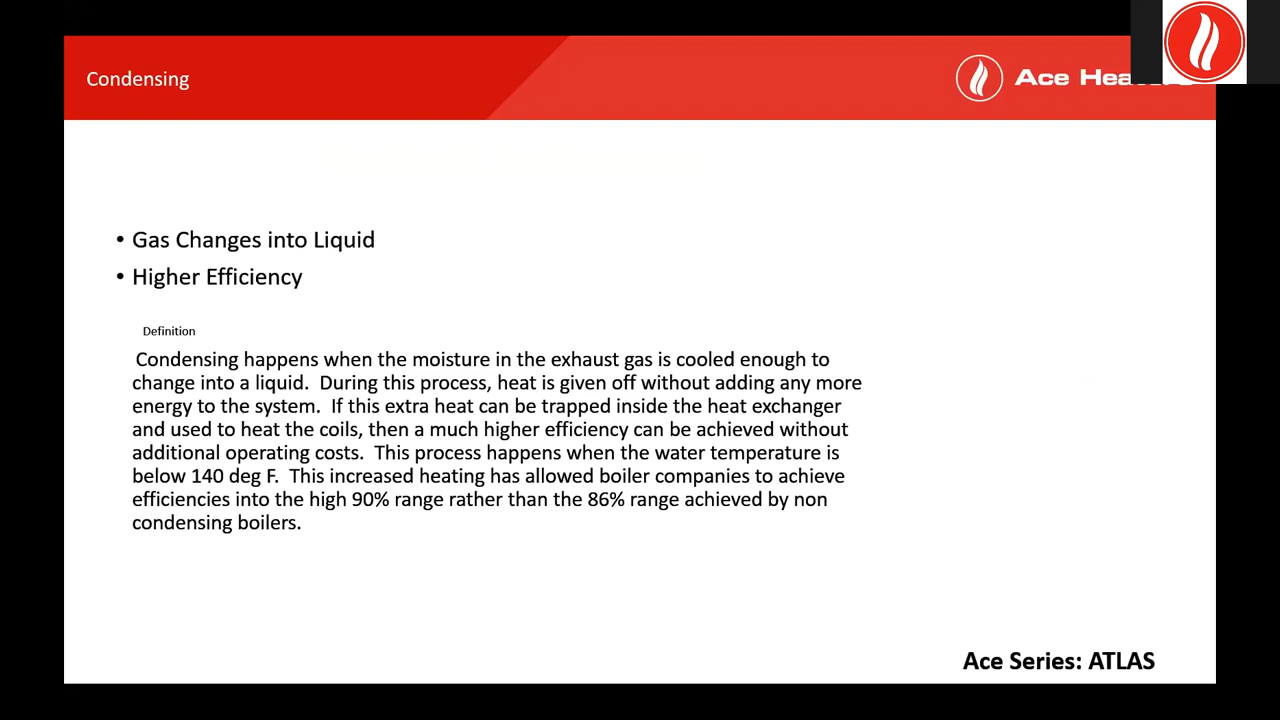 Condensing
Ace
• Gas Changes into Liquid
• Higher Efficiency
Definition
Condensing happens when the moisture in the exhaust gas is cooled enough to
change into a liquid.  During this process, heat is given off without adding any more
energy to the system.  If this extra heat can be trapped inside the heat exchanger
and used to heat the coils, then a much higher efficiency can be achieved without
additional operating costs.  This process happens when the water temperature is
below 140 deg F.  This increased heating has allowed boiler companies to achieve
efficiencies into the high 90% range rather than the 86% range achieved by non
condensing boilers.
Ace Series: ATLAS